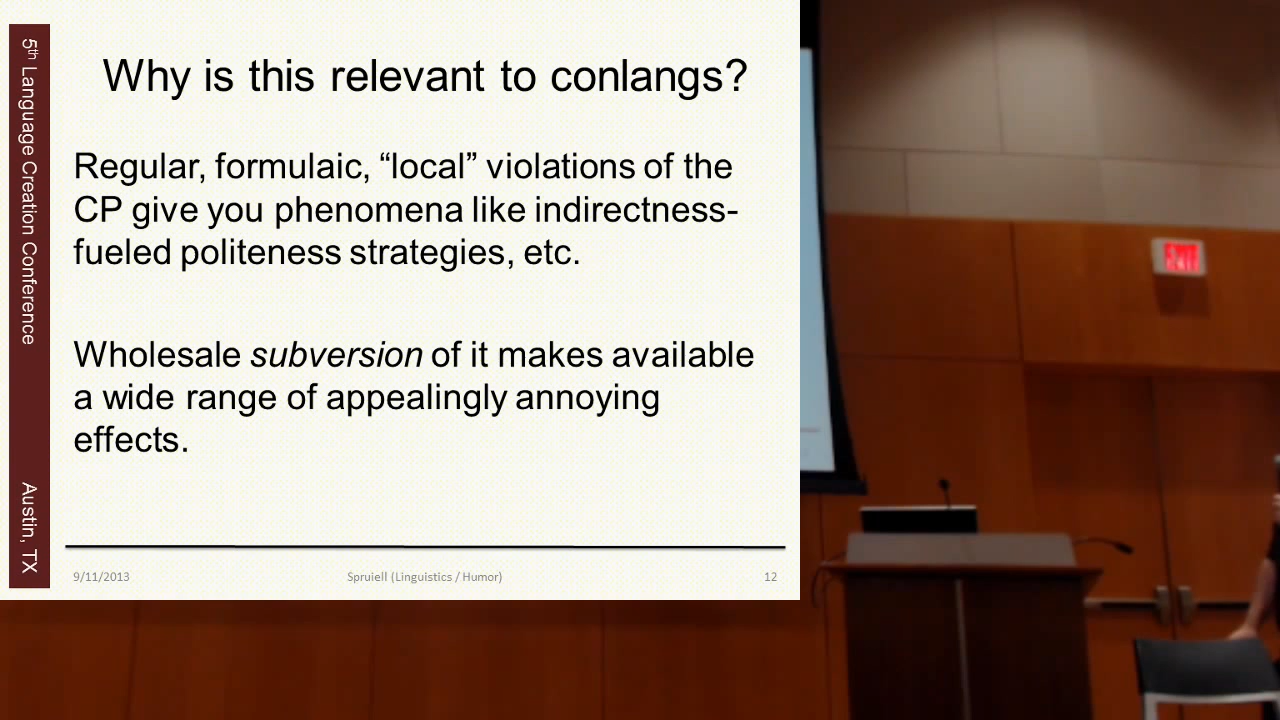 5th Language Creation Conference
Austin, TX
Why is this relevant to conlangs?
Regular, formulaic, “local” violations of the
CP give you phenomena like indirectness-
fueled politeness strategies, etc.
Wholesale subversion of it makes available
a wide range of appealingly annoying
effects.
9/11/2013
Spruiell (Linguistics / Humor)
12
EXIT